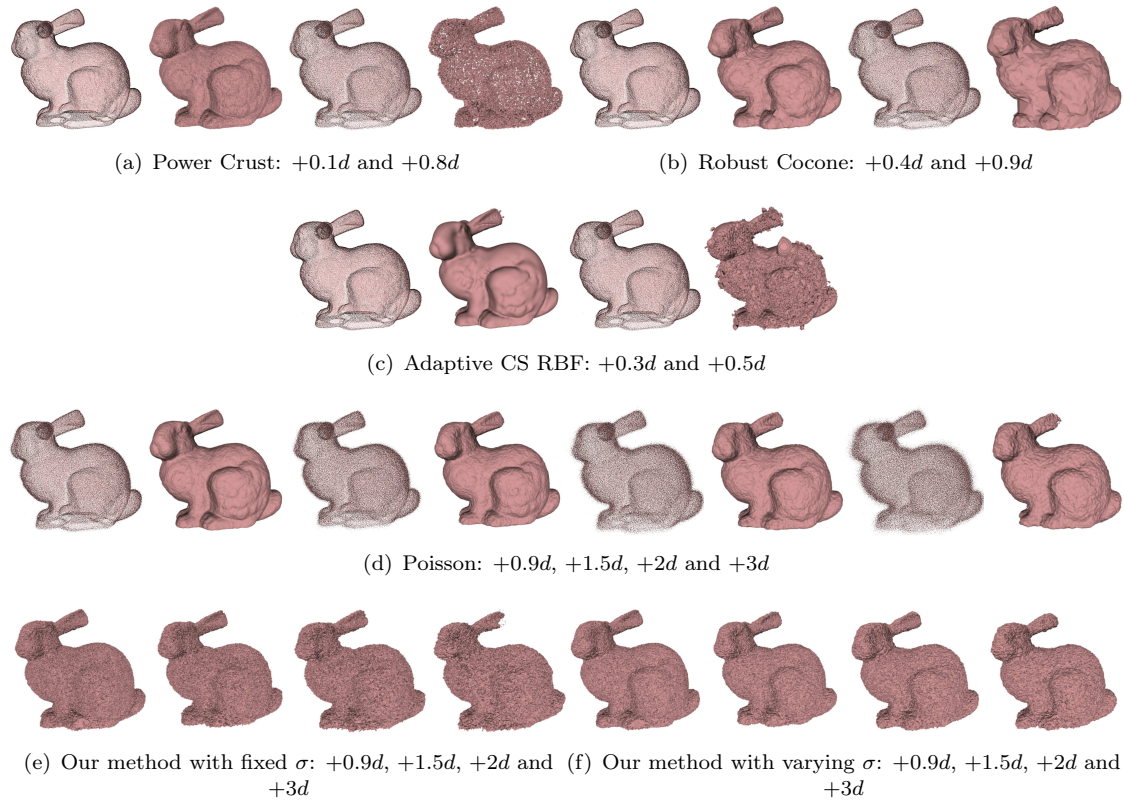 (a) Power Crust: +0.1d and +0.8d
(b) Robust Cocone: +0.4d and +0.9d
(c) Adaptive CS RBF: +0.3d and +0.5d
(d) Poisson: +0.9d, +1.5d, +2d and +3d
(e) Our method with fixed σ: +0.9d, +1.5d, +2d and
+3d
(f) Our method with varying σ: +0.9d, +1.5d, +2d and
+3d